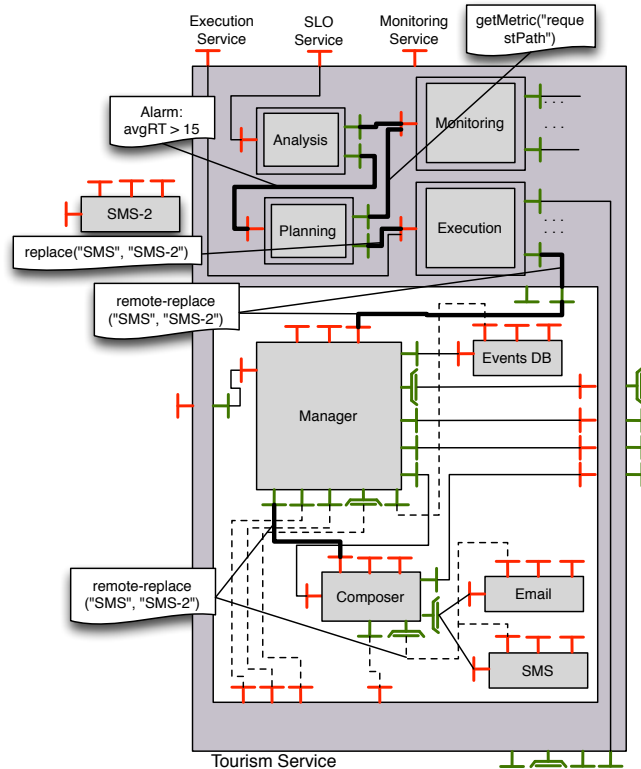 Execution
Service
SLO
Service
Monitoring
Service
getMetric("reque
stPath")
Alarm:
avgRT > 15
Analysis
Monitoring
. . .
. . .
SMS-2
Planning
Execution
. . .
. . .
replace("SMS", "SMS-2")
remote-replace
("SMS", "SMS-2")
Events DB
Manager
remote-replace
("SMS", "SMS-2")
Composer
Email
SMS
Tourism Service